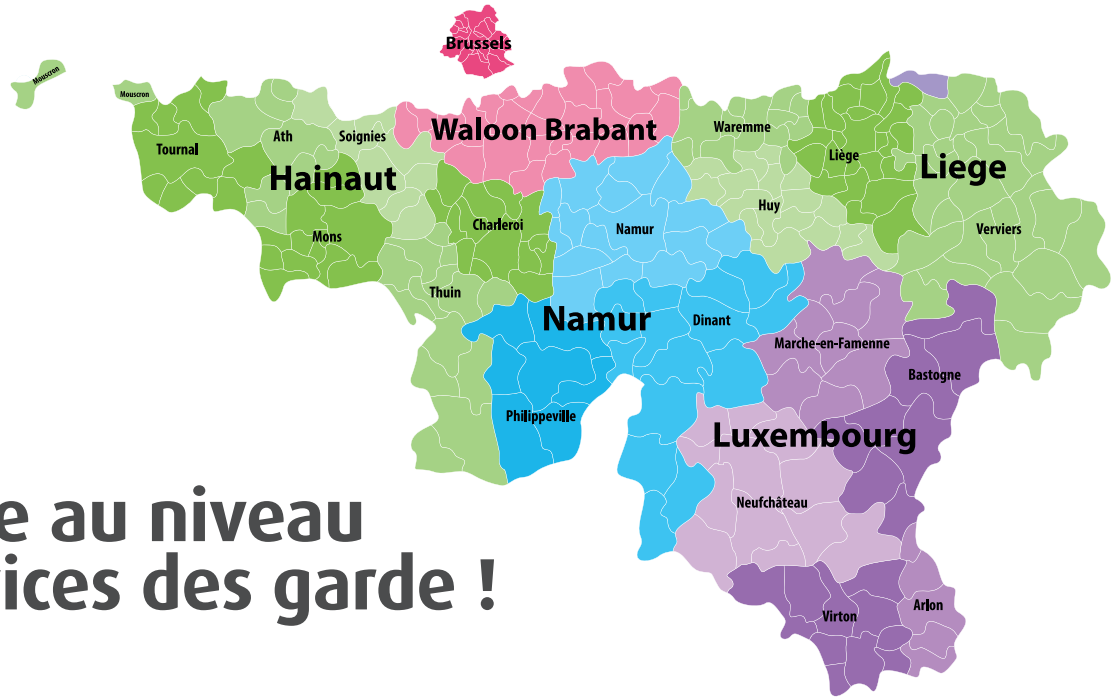 Brussels
Mouscron
Mouscron
Waloon Brabant
Waremme
Ath
Soignies
Tournal
Liège
Liege
Hainaut
Huy
Charleroi
Namur
Verviers
Mons
Thuin
Namur
Dinant
Marche-en-Famenne
Bastogne
Philippeville
Luxembourg
Neufchâteau
e au niveau
ices des garde !
Arlon
Virton